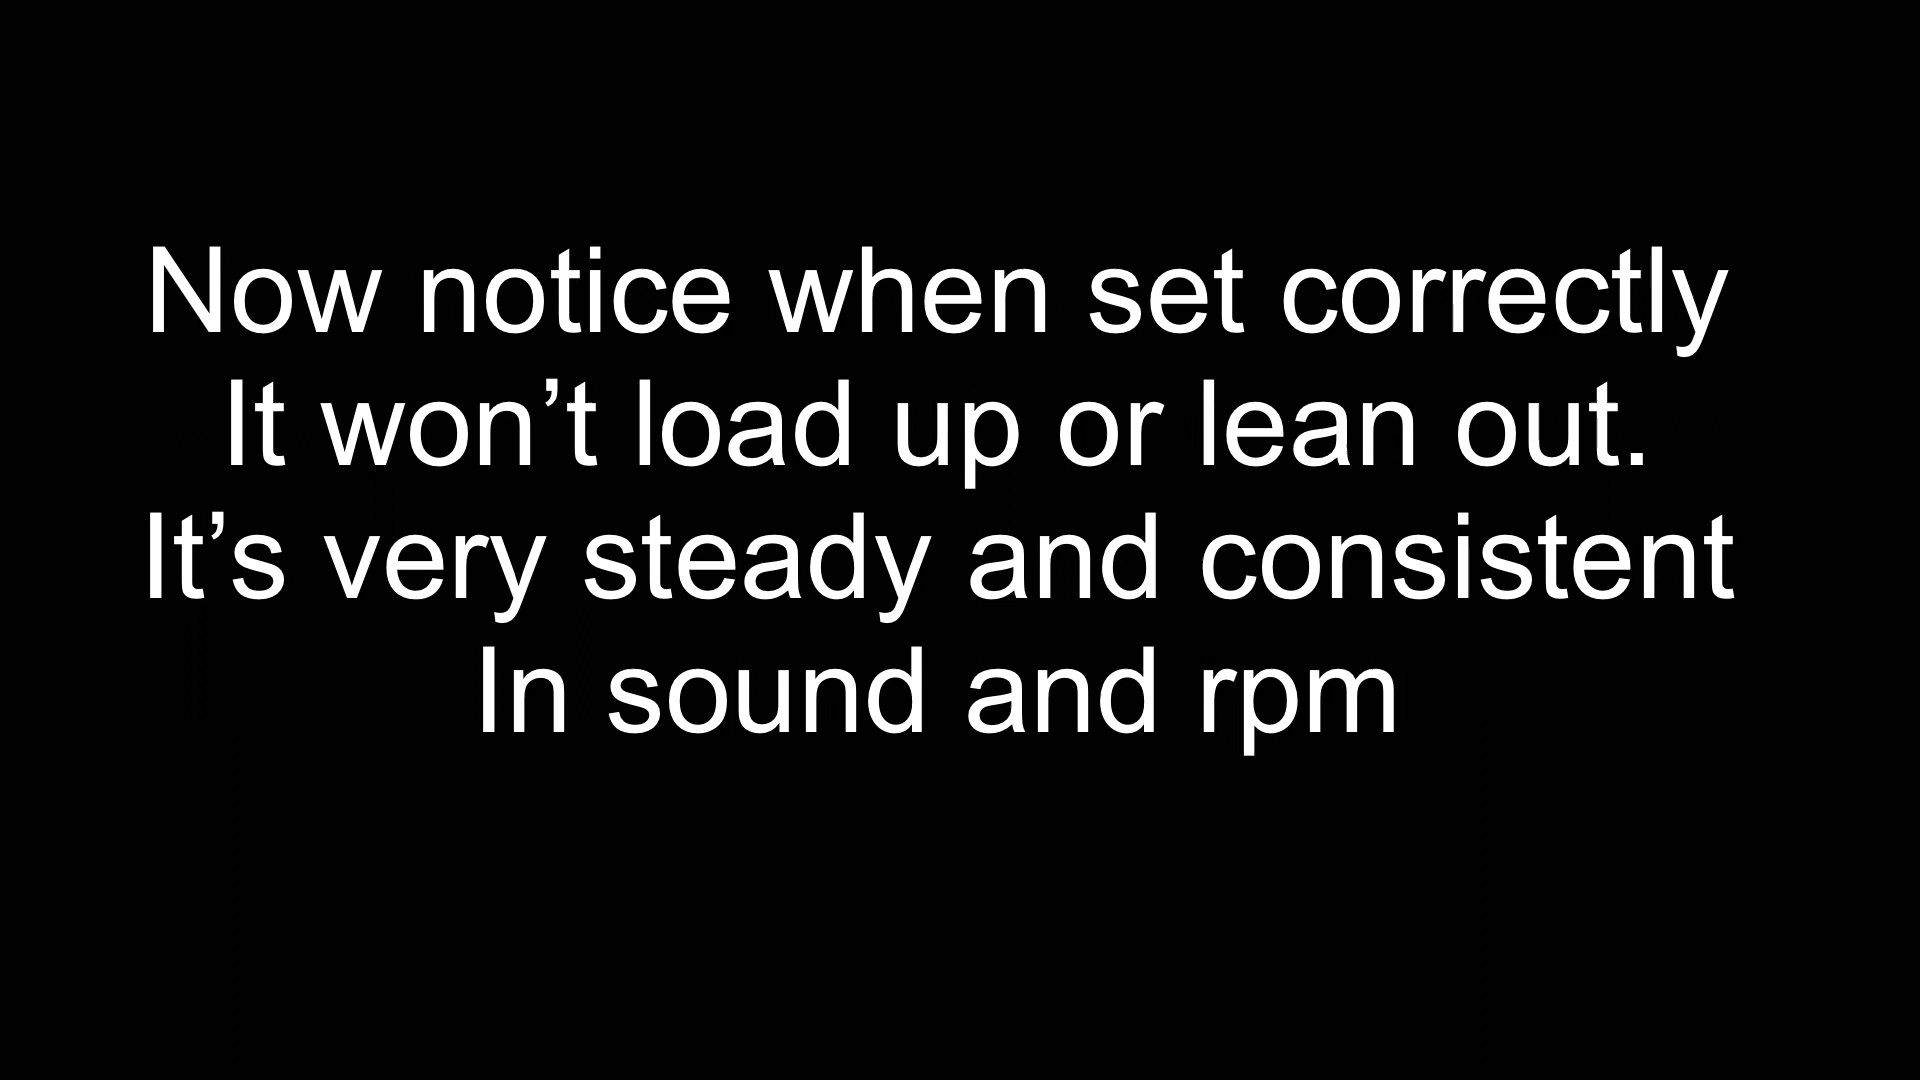 Now notice when set correctly
It won’t load up or lean out.
It’s very steady and consistent
In sound and rpm